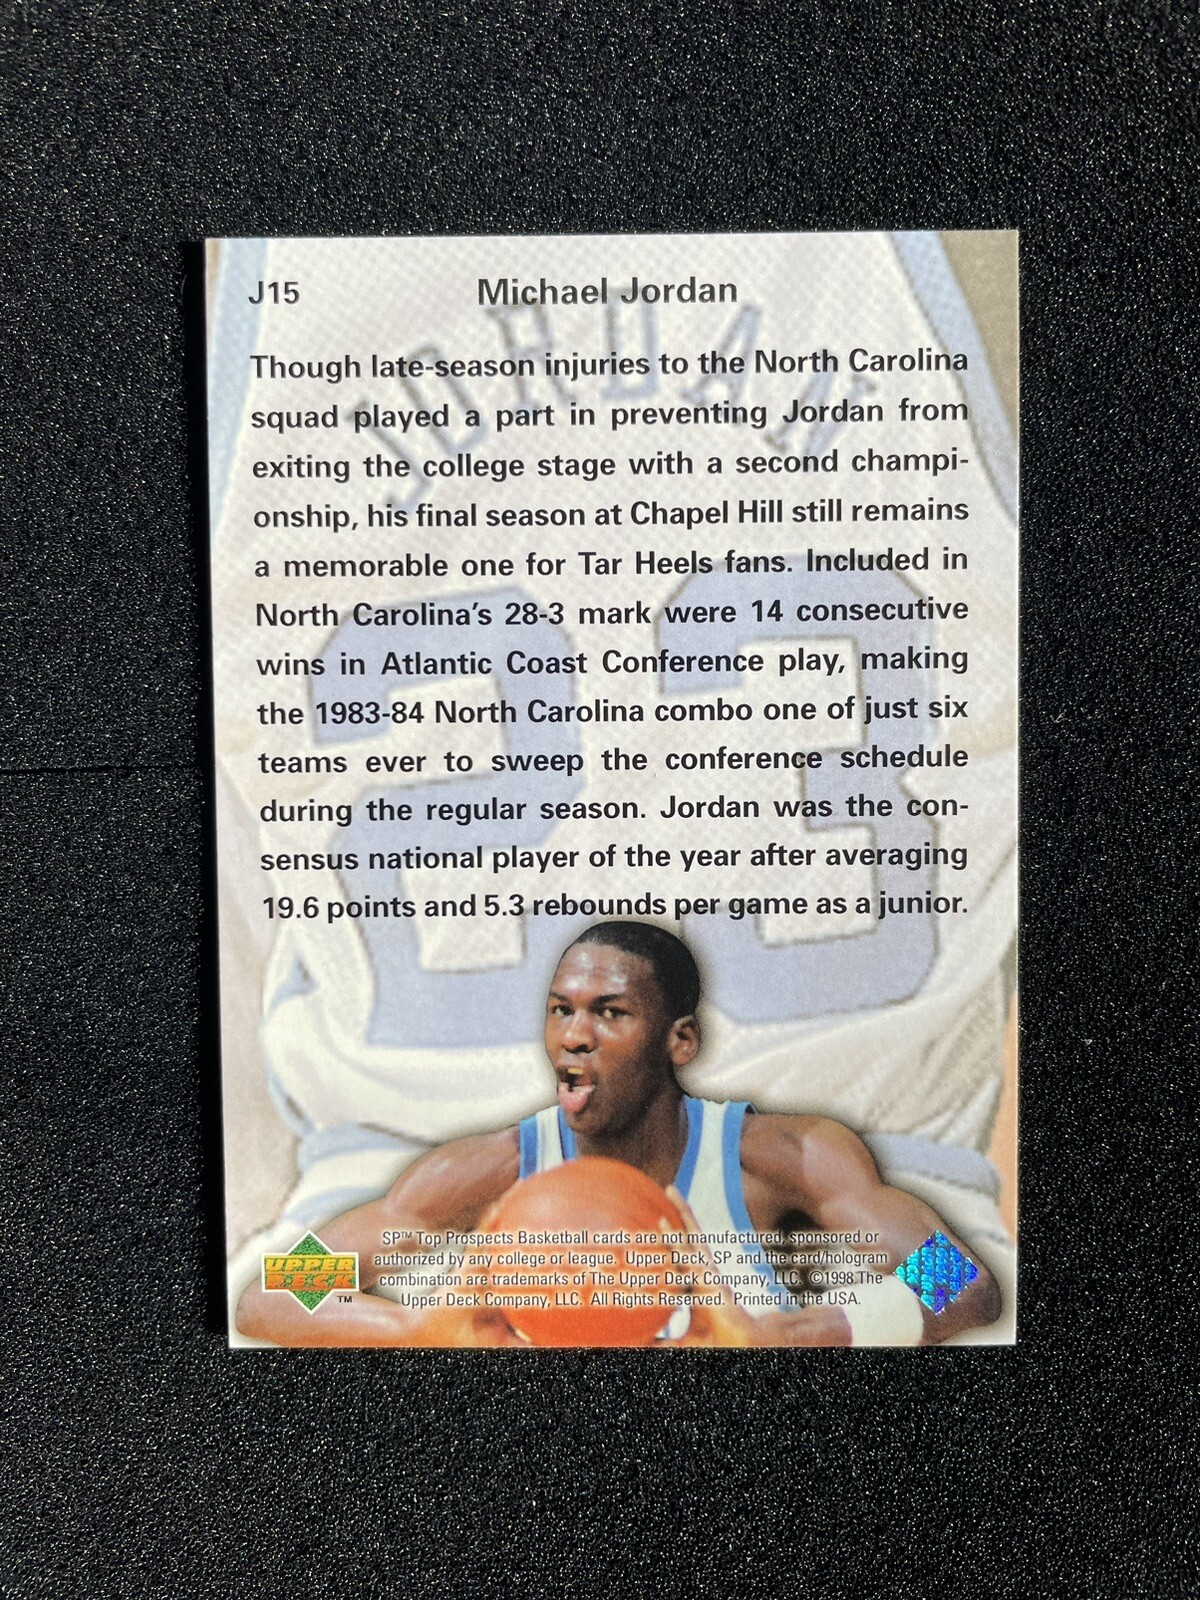 J15 Michael Jordan
Though late-season injuries to the North Carolina
squad played a part in preventing Jordan from
exiting the college stage with a second champi-
onship, his final season at Chapel Hill still remains
a memorable one for Tar Heels fans. Included in
North Carolina's 28-3 mark were 14 consecutive
wins in Atlantic Coast Conference play, making
the 1983-84 North Carolina combo one of just six
teams ever to sweep the conference schedule
during the regular season. Jordan was the con-
sensus national player of the year after averaging
19.6 points and 5.3 rebounds per game as a junior.
JORDAN
23
SP™ Top Prospects Basketball cards are not manufactured, sponsored or
authorized by any college or league. Upper Deck, SP and the card/hologram
combination are trademarks of The Upper Deck Company, LLC. ©1998 The
Upper Deck Company, LLC. All Rights Reserved. Printed in the USA.
UPPER
DECK
™